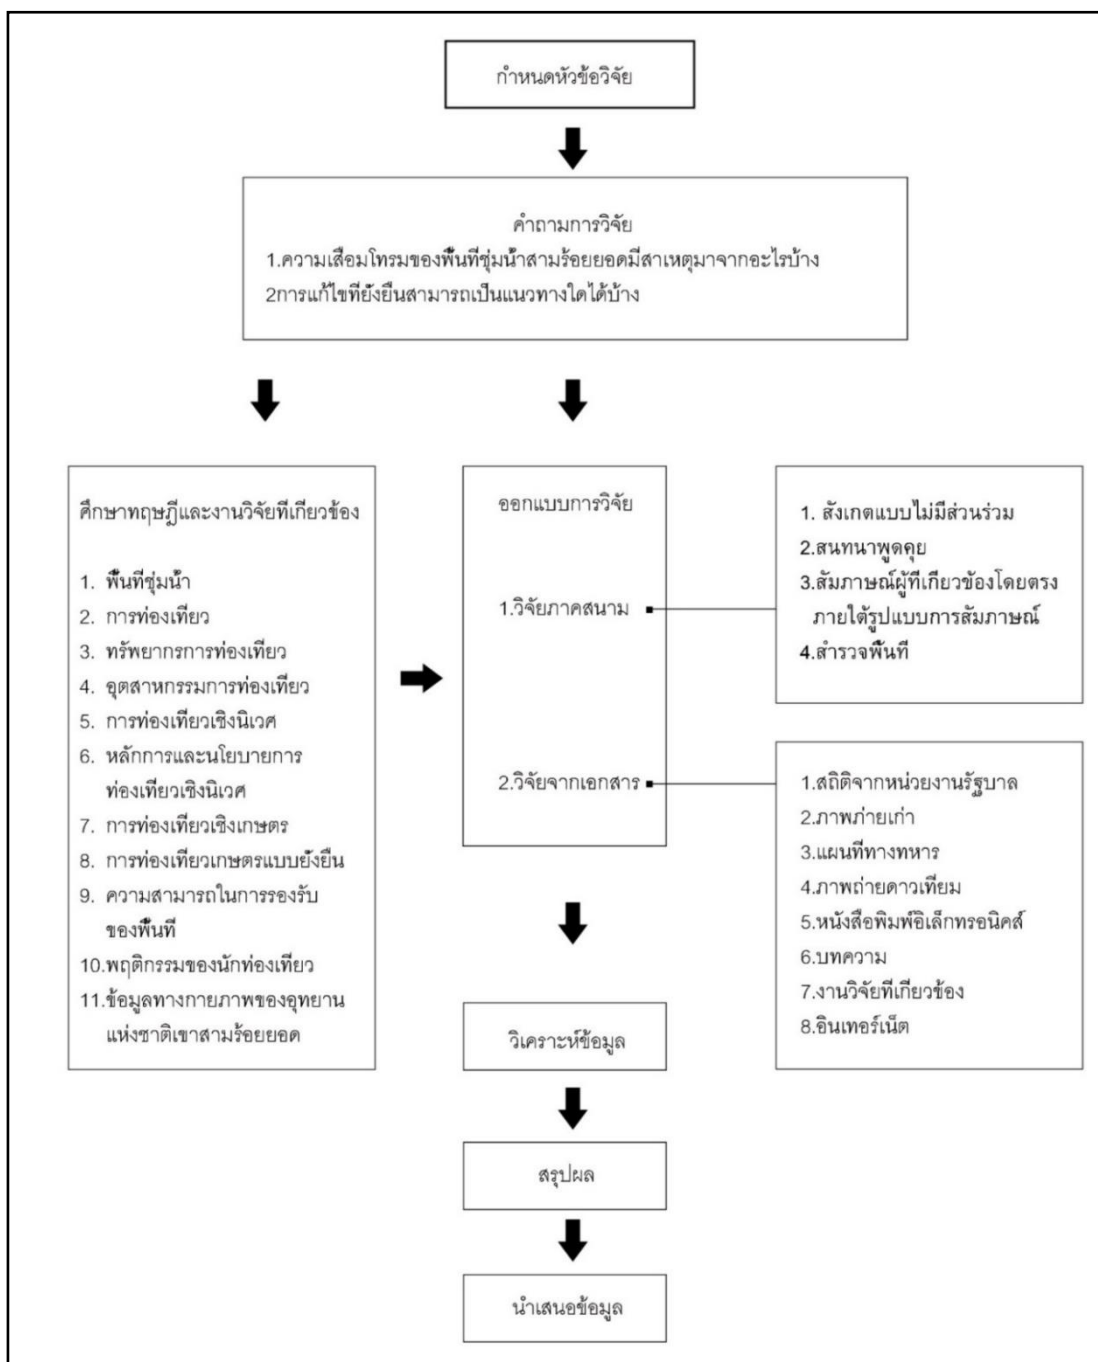 กำหนดหัวข้อวิจัย
คำถามการวิจัย
1.ความเสื่อมโทรมของพื้นที่ชุ่มน้ำสามร้อยยอดมีสาเหตุมาจากอะไรบ้าง
2การแก้ไขที่ยั่งยืนสามารถเป็นแนวทางใดได้บ้าง
ศึกษาทฤษฎีและงานวิจัยที่เกี่ยวข้อง
1. พื้นที่ชุ่มน้ำ
2. การท่องเที่ยว
3. ทรัพยากรการท่องเที่ยว
4. อุตสาหกรรมการท่องเที่ยว
5. การท่องเที่ยวเชิงนิเวศ
6. หลักการและนโยบายการ
ท่องเที่ยวเชิงนิเวศ
7. การท่องเที่ยวเชิงเกษตร
8. การท่องเที่ยวเกษตรแบบยั่งยืน
9. ความสามารถในการรองรับ
ของพื้นที่
10.พฤติกรรมของนักท่องเที่ยว
11.ข้อมูลทางกายภาพของอุทยาน
แห่งชาติเขาสามร้อยยอด
ออกแบบการวิจัย
1.วิจัยภาคสนาม
2.วิจัยจากเอกสาร
1. สังเกตแบบไม่มีส่วนร่วม
2.สนทนาพูดคุย
3.สัมภาษณ์ผู้ที่เกี่ยวข้องโดยตรง
ภายใต้รูปแบบการสัมภาษณ์
4.สำรวจพื้นที่
1.สถิติจากหน่วยงานรัฐบาล
2.ภาพภ่ายเก่า
3.แผนที่ทางทหาร
4.ภาพถ่ายดาวเทียม
5.หนังสือพิมพ์อิเล็กทรอนิคส์
6.บทความ
7.งานวิจัยที่เกี่ยวข้อง
8.อินเทอร์เน็ต
วิเคราะห์ข้อมูล
สรุปผล
นำเสนอข้อมูล